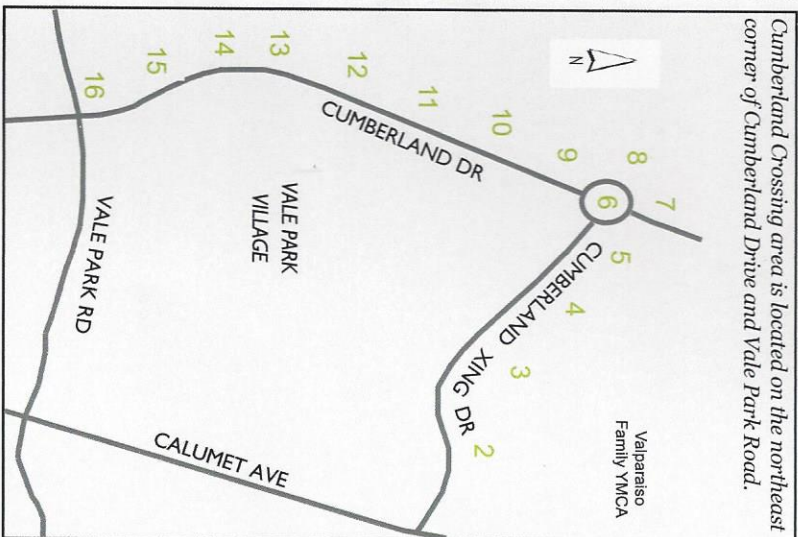 Cumberland Crossing area is located on the northeast
corner of Cumberland Drive and Vale Park Road.
N
7
8
6
5
9
4
10
3
11
2
12
13
14
15
16
CUMBERLAND XING DR
Valparaiso
Family YMCA
CUMBERLAND DR
VALE PARK
VILLAGE
VALE PARK RD
CALUMET AVE